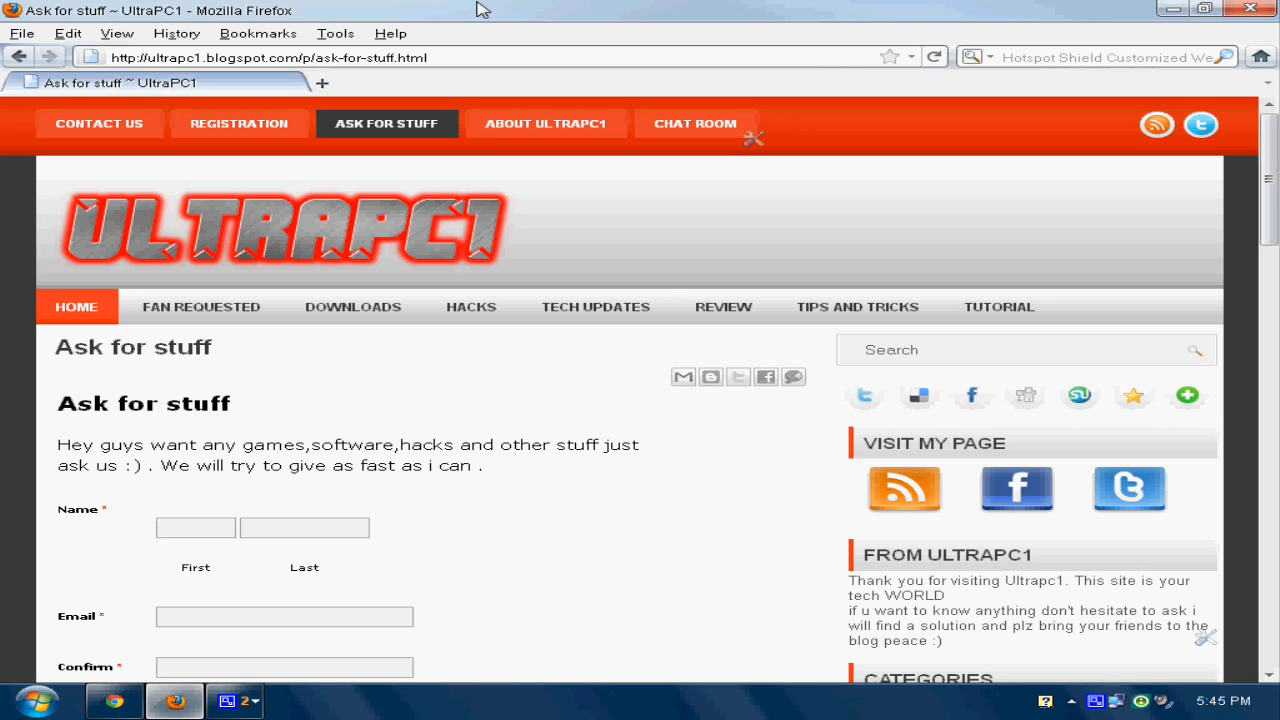 Ask for stuff ~ UltraPC1 - Mozilla Firefox
File Edit View History Bookmarks Tools Help
http://ultrapc1.blogspot.com/p/ask-for-stuff.html
Hotspot Shield Customized We
Ask for stuff ~ UltraPC1
CONTACT US REGISTRATION ASK FOR STUFF ABOUT ULTRAPC1 CHAT ROOM
ULTRAPC1
HOME FAN REQUESTED DOWNLOADS HACKS TECH UPDATES REVIEW TIPS AND TRICKS TUTORIAL
Ask for stuff
Search
Ask for stuff
Hey guys want any games,software,hacks and other stuff just
ask us :) . We will try to give as fast as i can .
Name *
First Last
Email *
Confirm *
VISIT MY PAGE
FROM ULTRAPC1
Thank you for visiting Ultrapc1. This site is your
tech WORLD
if u want to know anything don't hesitate to ask i
will find a solution and plz bring your friends to the
blog peace :)
CATEGORIES
2
5:45 PM